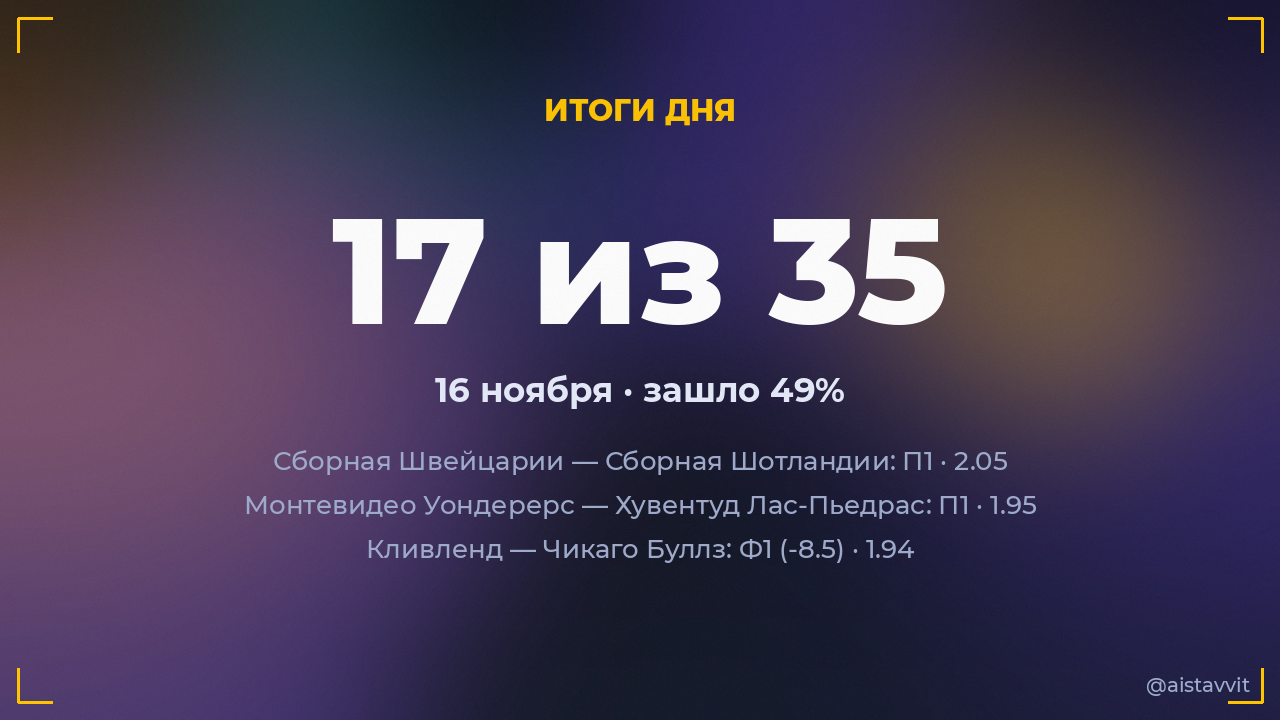 ИТОГИ ДНЯ
17 из 35
16 ноября · зашло 49%
Сборная Швейцарии — Сборная Шотландии: П1 · 2.05
Монтевидео Уондерерс — Хувентуд Лас-Пьедрас: П1 · 1.95
Кливленд — Чикаго Буллз: Ф1 (-8.5) · 1.94
@aistavvit